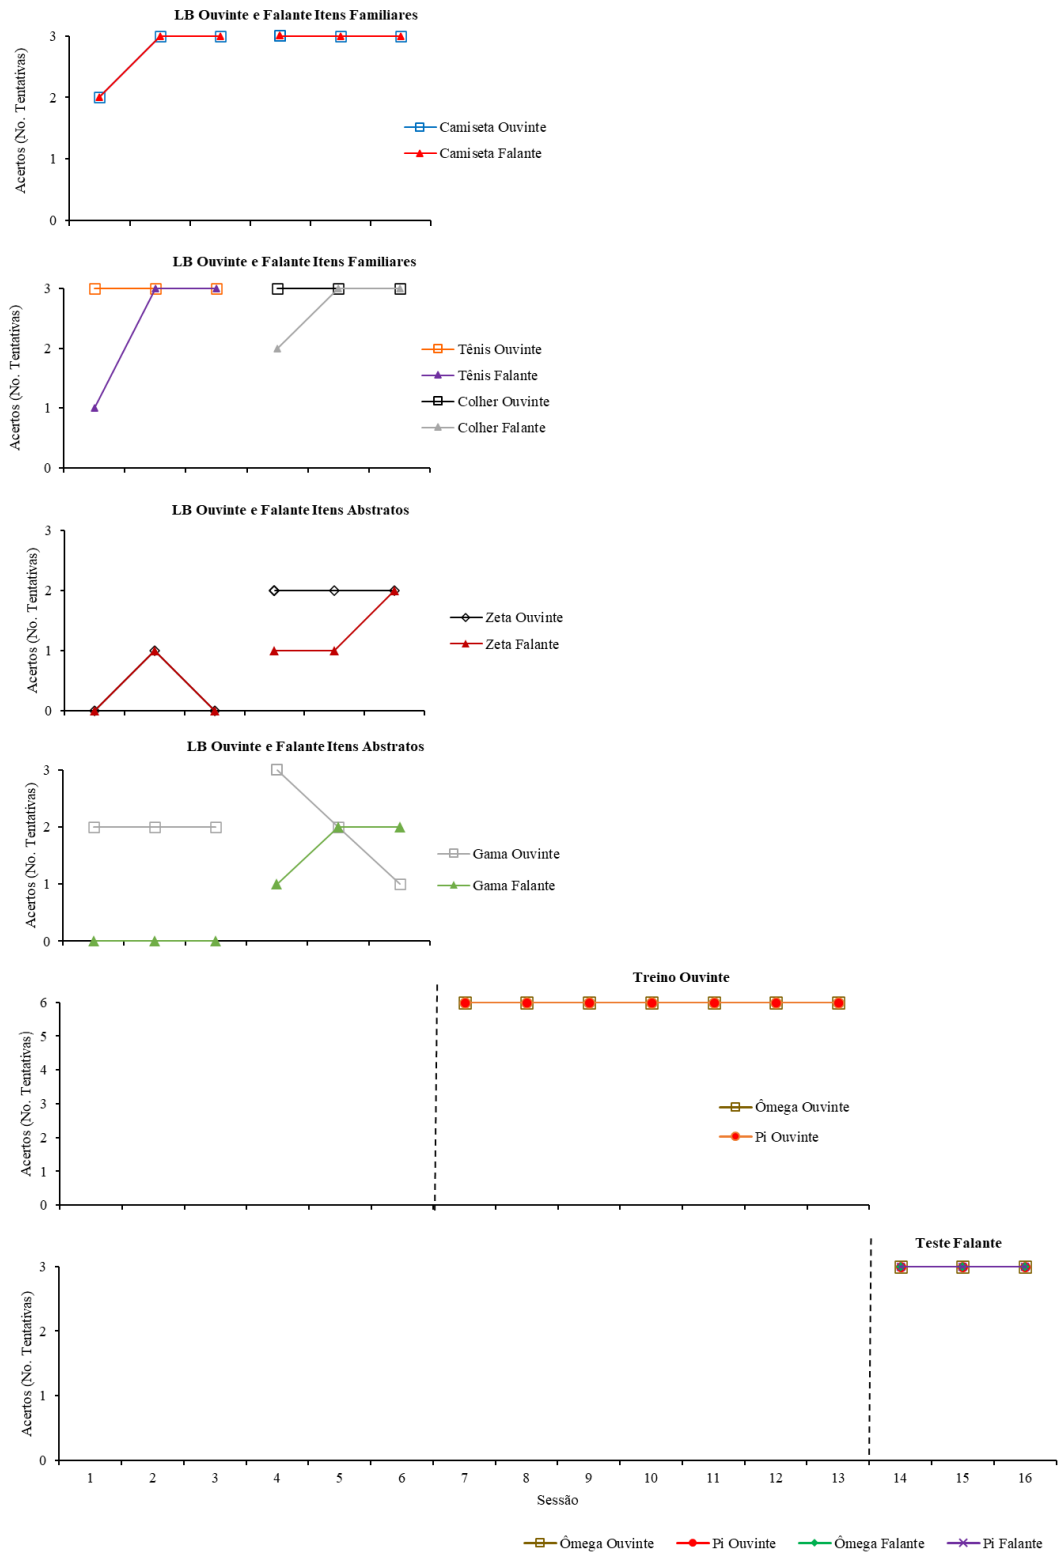 LB Ouvinte e Falante Itens Familiares
Acertos (No. Tentativas)
3
2
1
0
Camiseta Ouvinte
Camiseta Falante
LB Ouvinte e Falante Itens Familiares
Acertos (No. Tentativas)
3
2
1
0
Tênis Ouvinte
Tênis Falante
Colher Ouvinte
Colher Falante
LB Ouvinte e Falante Itens Abstratos
Acertos (No. Tentativas)
3
2
1
0
Zeta Ouvinte
Zeta Falante
LB Ouvinte e Falante Itens Abstratos
Acertos (No. Tentativas)
3
2
1
0
Gama Ouvinte
Gama Falante
Treino Ouvinte
Acertos (No. Tentativas)
6
5
4
3
2
1
0
Ômega Ouvinte
Pi Ouvinte
Teste Falante
Acertos (No. Tentativas)
3
2
1
0
1 2 3 4 5 6 7 8 9 10 11 12 13 14 15 16
Sessão
Ômega Ouvinte Pi Ouvinte Ômega Falante Pi Falante